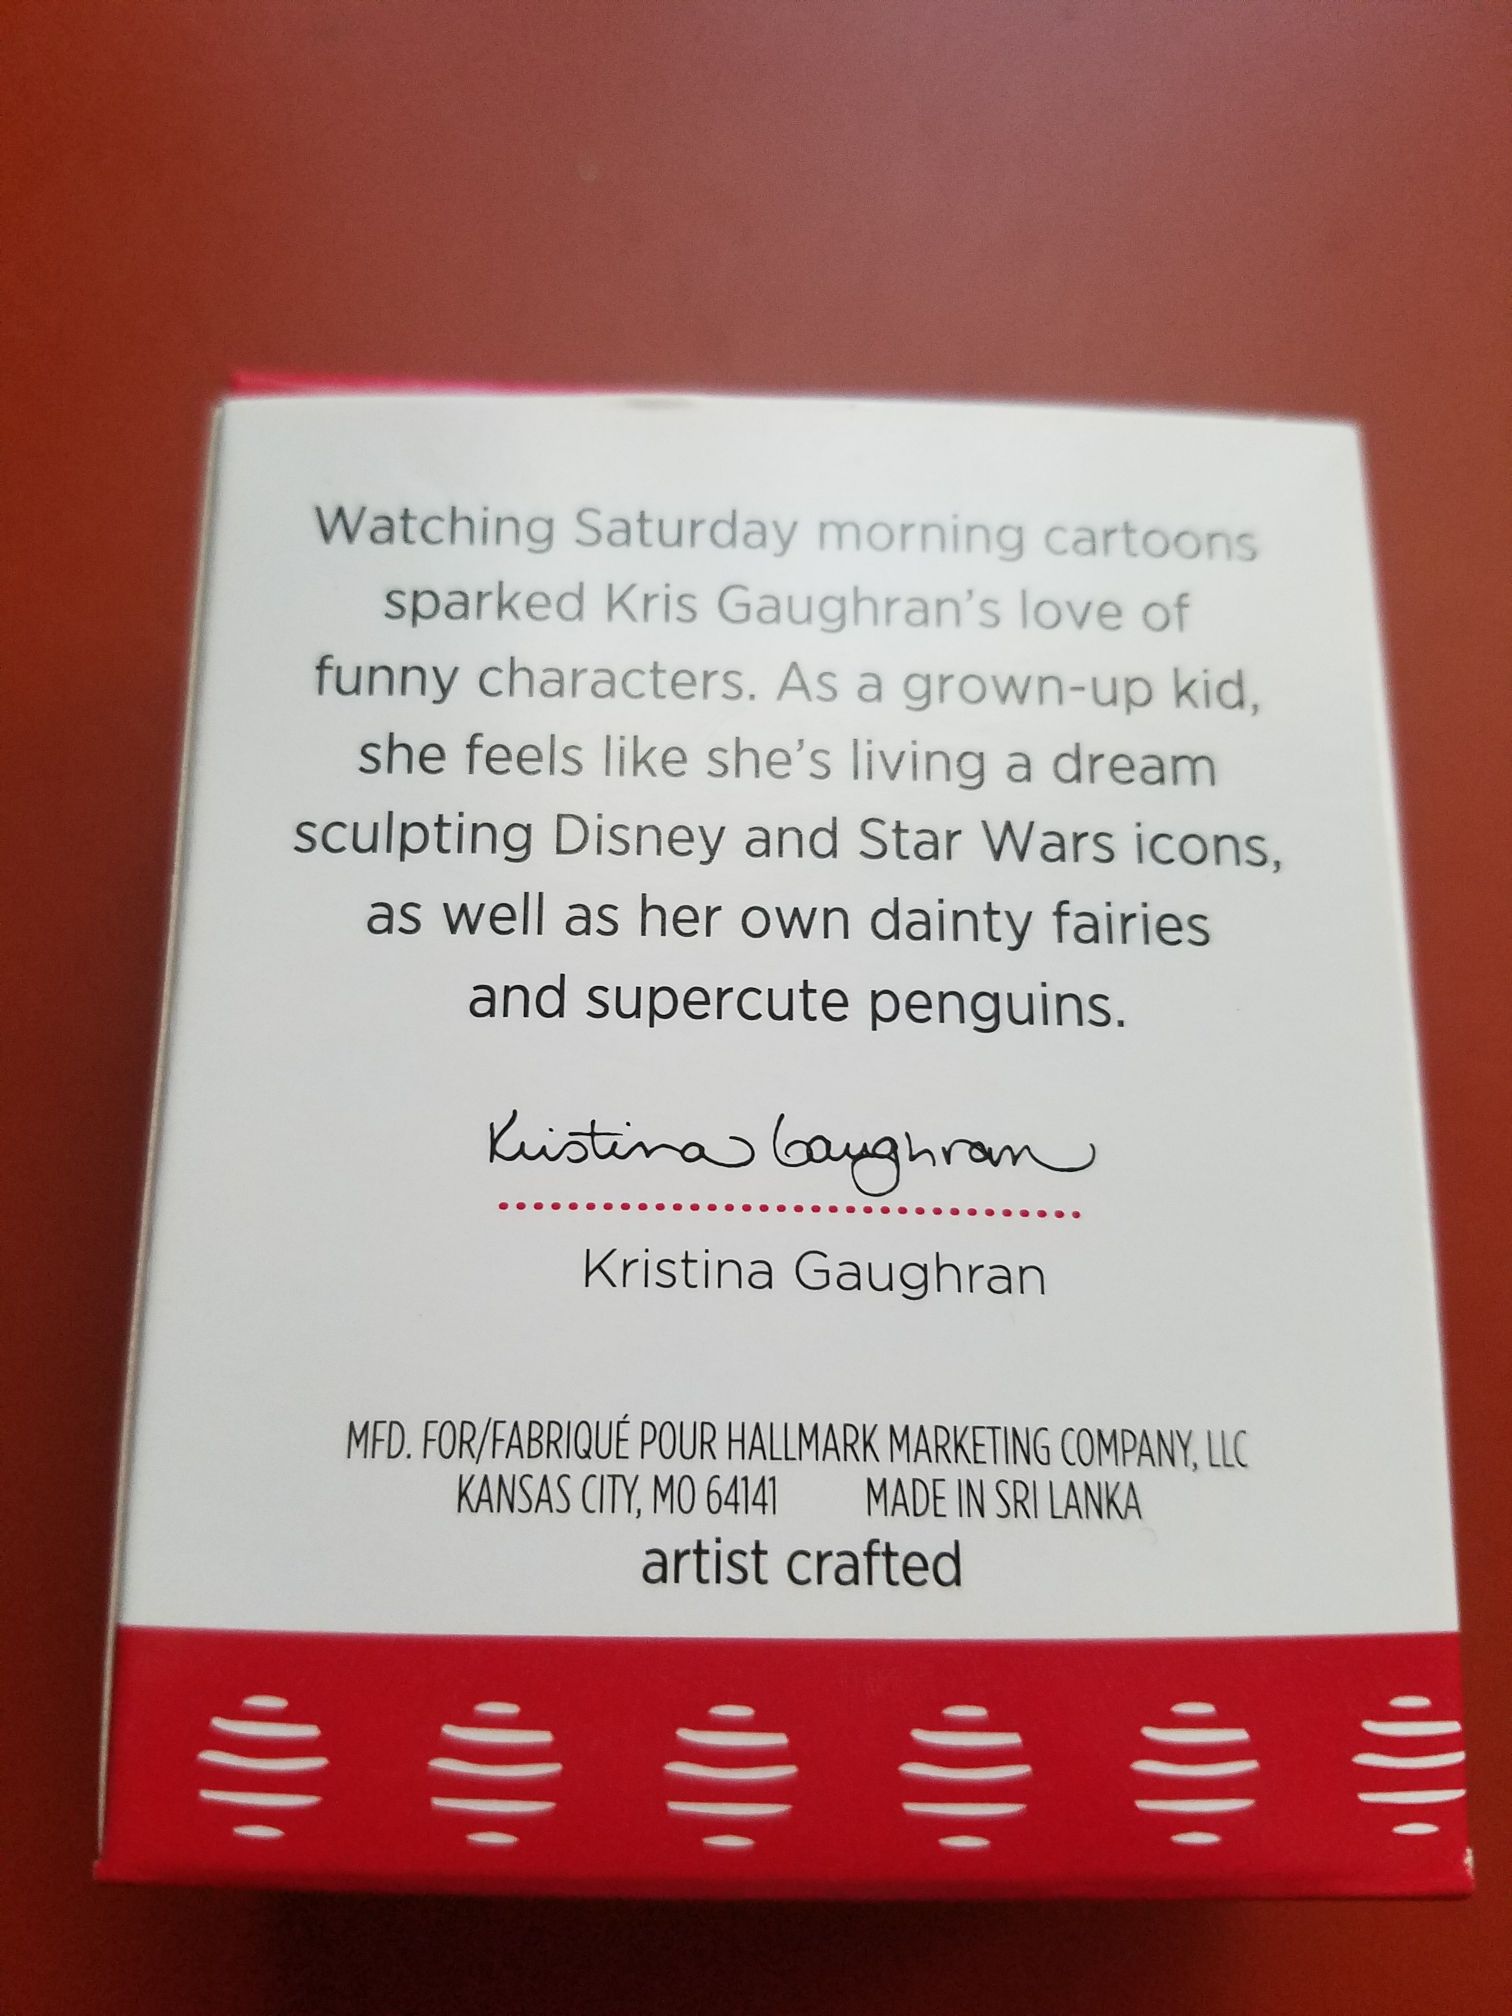 Watching Saturday morning cartoons
sparked Kris Gaughran's love of
funny characters. As a grown-up kid,
she feels like she's living a dream
sculpting Disney and Star Wars icons,
as well as her own dainty fairies
and supercute penguins.
Kristina Gaughran
Kristina Gaughran
MFD. FOR/FABRIQUÉ POUR HALLMARK MARKETING COMPANY, LLC
KANSAS CITY, MO 64141 MADE IN SRI LANKA
artist crafted